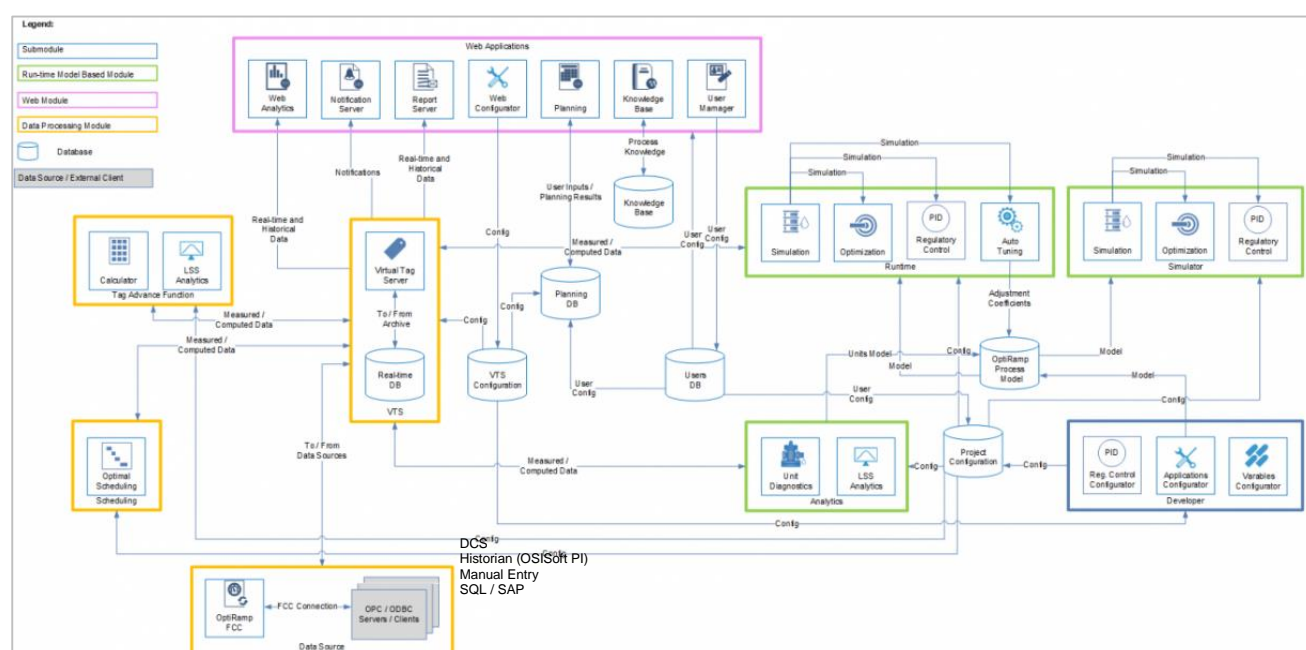 Legend:
Submodule
Run-time Model Based Module
Web Module
Data Processing Module
Database
Data Source / External Client
Web Applications
Web
Analytics
Notification
Server
Report
Server
Web
Configurator
Planning
Knowledge
Base
User
Mamager
Real-time and
Historical
Data
Notifications
Real-time and
Historical
Data
Config
User Inputs /
Planning Results
Process
Knowledge
Knowledge
Base
User
Config
User
Config
Simulation
Simulation
Simulation
Simulation
Optimization
PID
Regulatory
Control
Auto
Tuning
Runtime
Simulation
Simulation
Simulation
Optimization
PID
Regulatory
Control
Simulator
Calculator
LSS
Analytics
Tag Advance Function
Virtual Tag
Server
To / From
Archive
Real-time
DB
VTS
Measured /
Computed Data
Measured /
Computed Data
Measured /
Computed Data
Planning
DB
Config
Config
VTS
Configuration
User
Config
Users
DB
User
Config
Units Model
Model
Config
Adjustment
Coefficients
OptiRamp
Process
Model
Model
Model
Config
Optimal
Scheduling
Scheduling
To / From
Data Sources
Measured /
Computed Data
Unit
Diagnostics
LSS
Analytics
Analytics
Config
Project
Configuration
Config
PID
Reg. Control
Configurator
Applications
Configurator
Varables
Configurator
Developer
Config
Config
Config
DCS
Historian (OSISoft PI)
Manual Entry
SQL / SAP
OptiRamp
FCC
FCC Connection
OPC / ODBC
Servers / Clients
Data Source